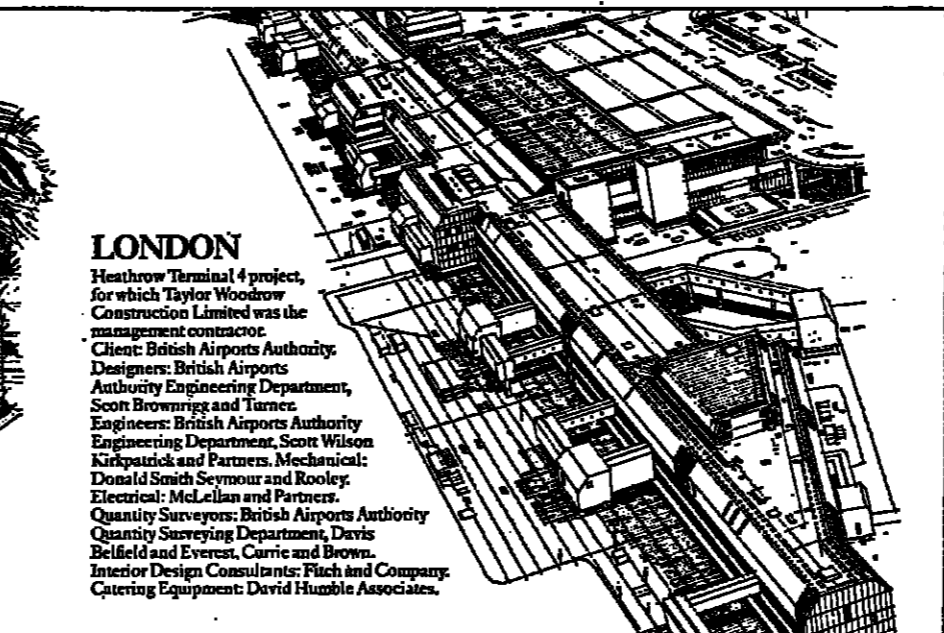 LONDON
Heathrow Terminal 4 project,
for which Taylor Woodrow
Construction Limited was the
management contractor.
Client: British Airports Authority.
Designers: British Airports
Authority Engineering Department,
Scott Brownrigg and Turner.
Engineers: British Airports Authority
Engineering Department, Scott Wilson
Kirkpatrick and Partners. Mechanical:
Donald Smith Seymour and Rooley.
Electrical: McLellan and Partners.
Quantity Surveyors: British Airports Authority
Quantity Surveying Department, Davis
Belfield and Everest, Currie and Brown.
Interior Design Consultants: Fitch and Company.
Catering Equipment: David Humble Associates.